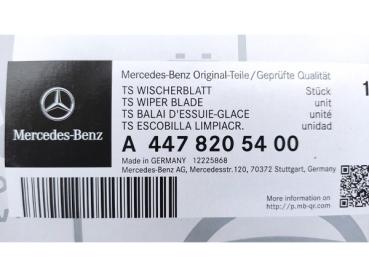 Mercedes-Benz Original-Teile/Geprüfte Qualität
TS WISCHERBLATT Stück
TS WIPER BLADE unit
TS BALAI D'ESSUIE-GLACE unité
TS ESCOBILLA LIMPIACR. unidad
Mercedes-Benz
A 447 820 54 00
Made in GERMANY 12225868
Mercedes-Benz AG, Mercedesstr.120, 70372 Stuttgart, Germany
More information on
http://p.mb-qr.com